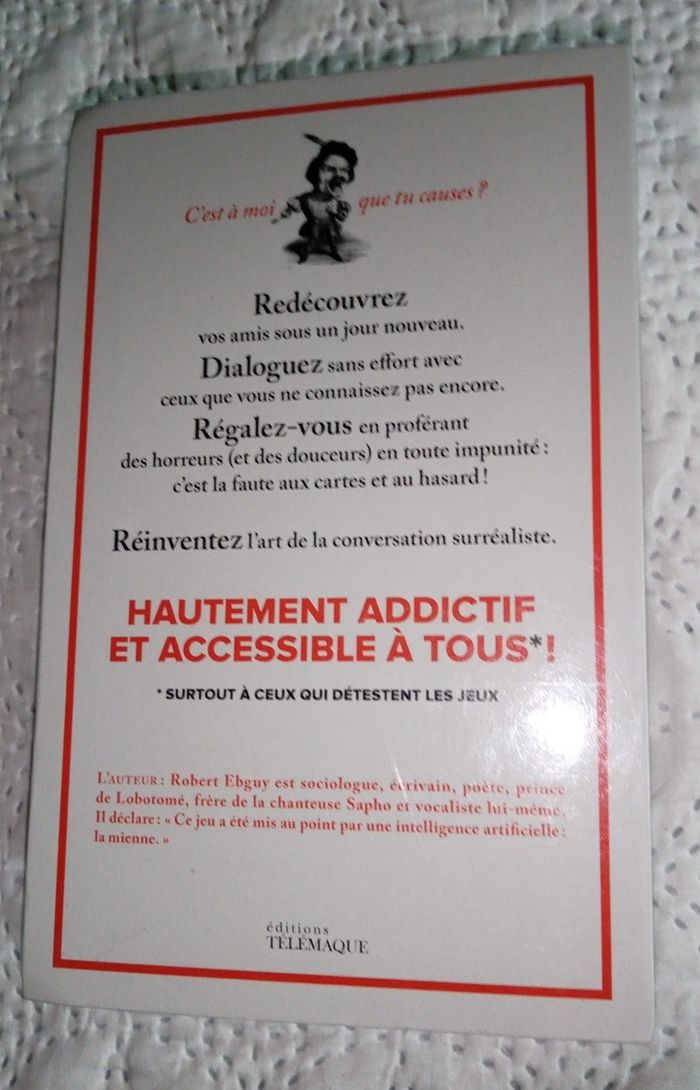 C'est à moi que tu causes ?
Redécouvrez
vos amis sous un jour nouveau.
Dialoguez sans effort avec
ceux que vous ne connaissez pas encore.
Régalez-vous en proférant
des horreurs (et des douceurs) en toute impunité :
c'est la faute aux cartes et au hasard !
Réinventez l'art de la conversation surréaliste.
HAUTEMENT ADDICTIF
ET ACCESSIBLE À TOUS* !
* SURTOUT À CEUX QUI DÉTESTENT LES JEUX
L'AUTEUR : Robert Ebguy est sociologue, écrivain, poète, prince
de Lobotomé, frère de la chanteuse Sapho et vocaliste lui-même.
Il déclare : « Ce jeu a été mis au point par une intelligence artificielle :
la mienne. »
éditions
TÉLÉMAQUE